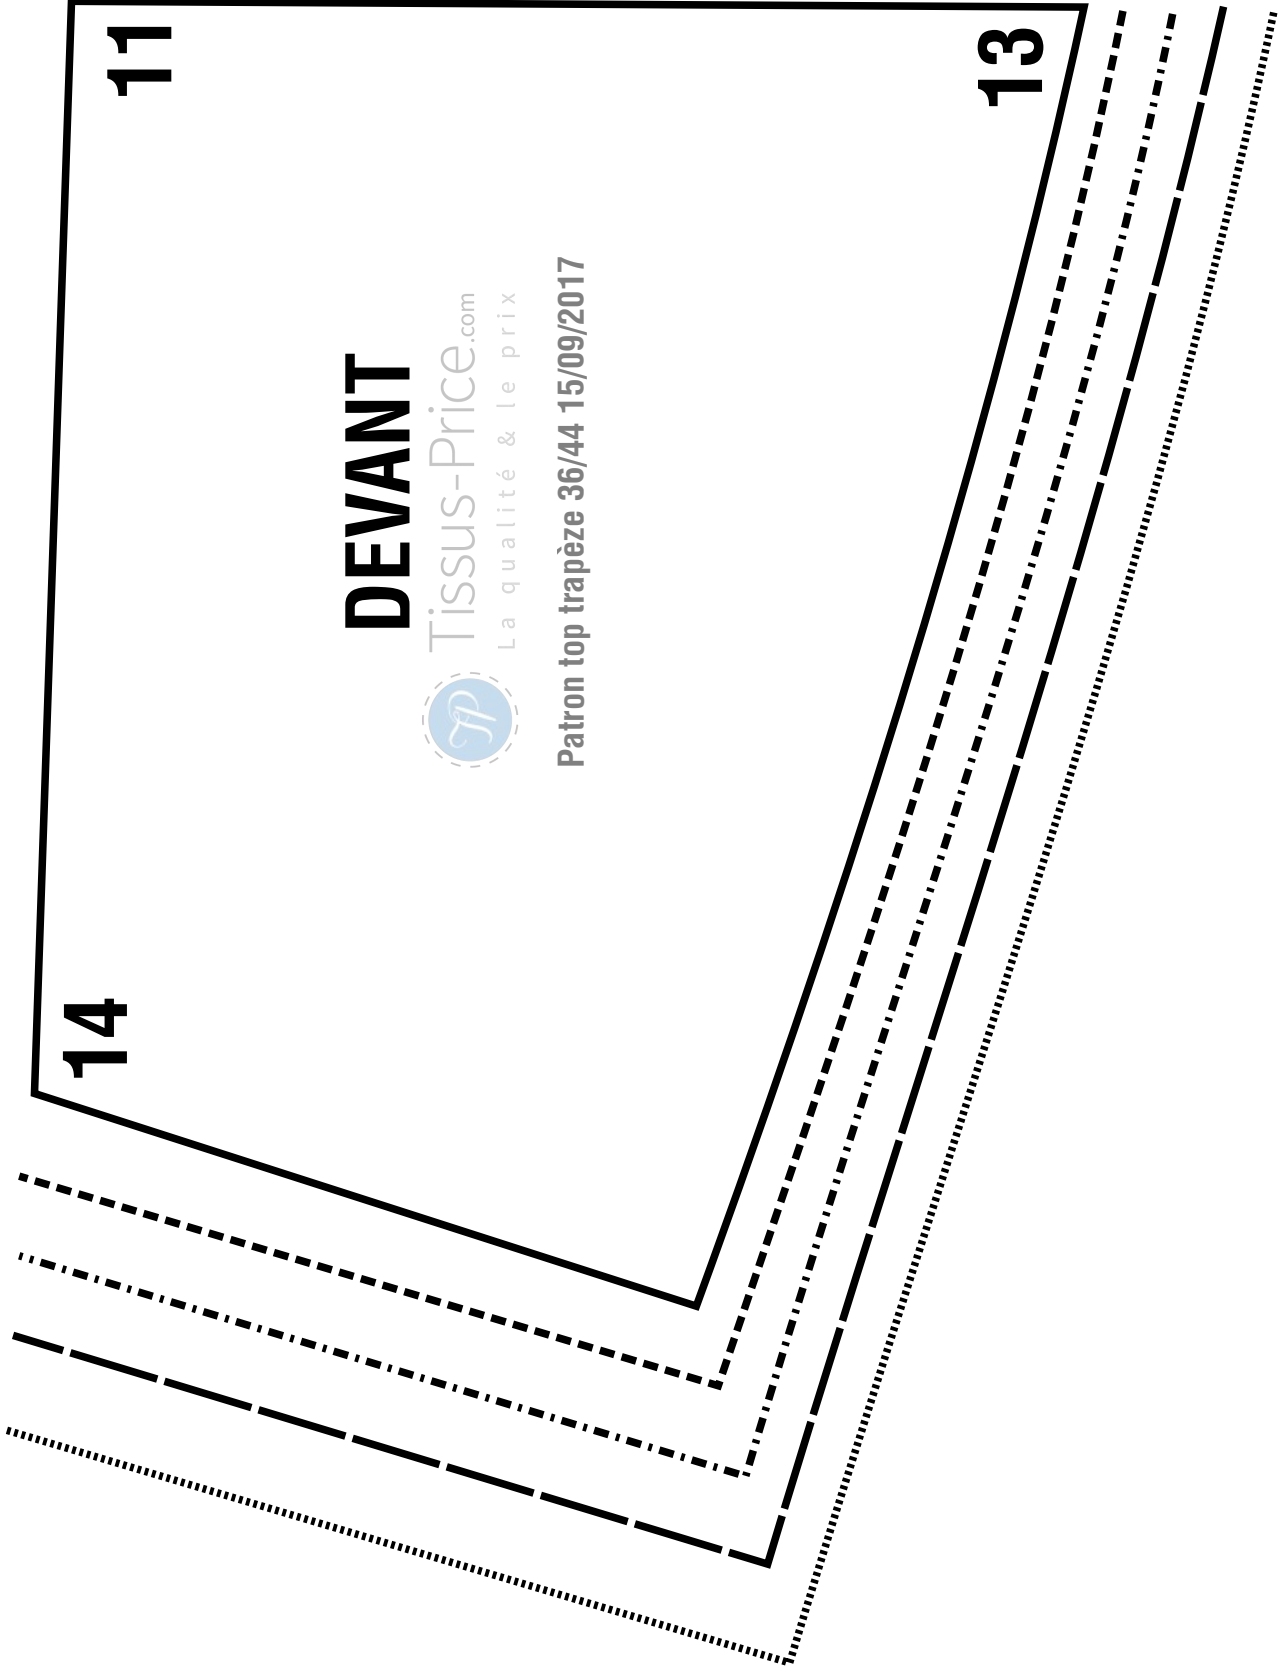 11
13
DEVANT
Tissus-Price.com
La qualité & le prix
TP
Patron top trapèze 36/44 15/09/2017
14